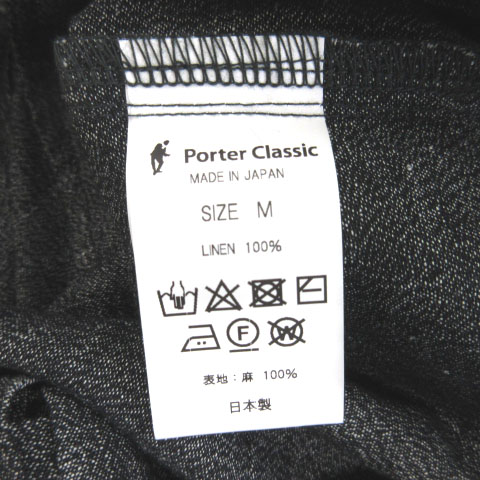 Porter Classic
MADE IN JAPAN
SIZE M
LINEN 100%
F W
表地：麻 100%
日本製